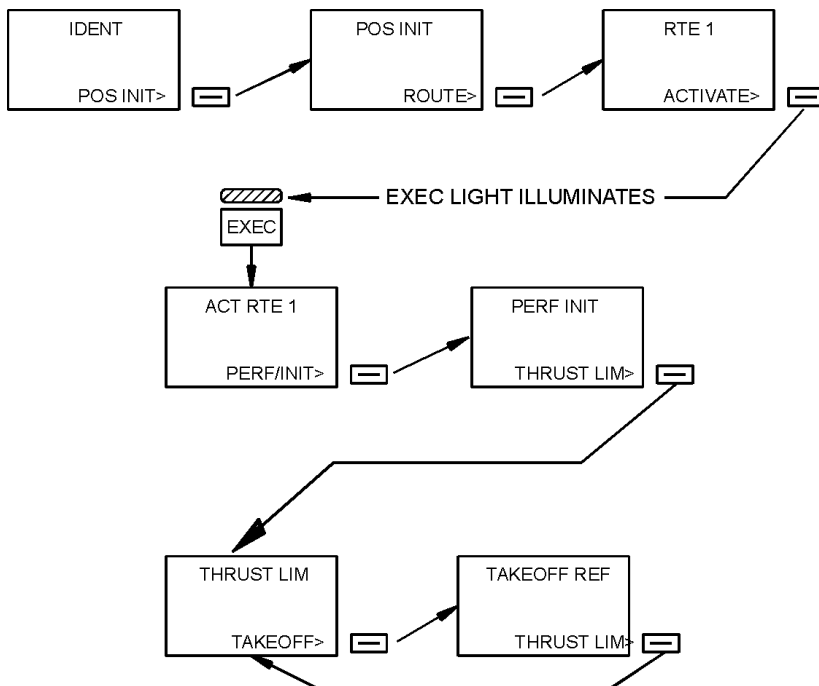 IDENT
POS INIT>
POS INIT
ROUTE>
RTE 1
ACTIVATE>
EXEC LIGHT ILLUMINATES
EXEC
ACT RTE 1
PERF/INIT>
PERF INIT
THRUST LIM>
THRUST LIM
TAKEOFF>
TAKEOFF REF
THRUST LIM>